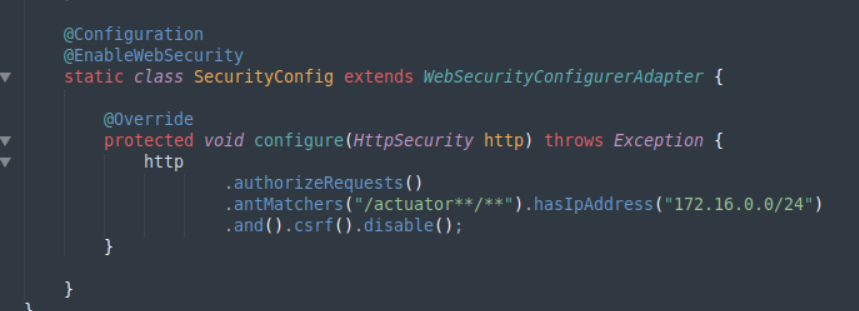 @Configuration
@EnableWebSecurity
static class SecurityConfig extends WebSecurityConfigurerAdapter {
@Override
protected void configure(HttpSecurity http) throws Exception {
http
.authorizeRequests()
.antMatchers("/actuator**/**").hasIpAddress("172.16.0.0/24")
.and().csrf().disable();
}
}
}